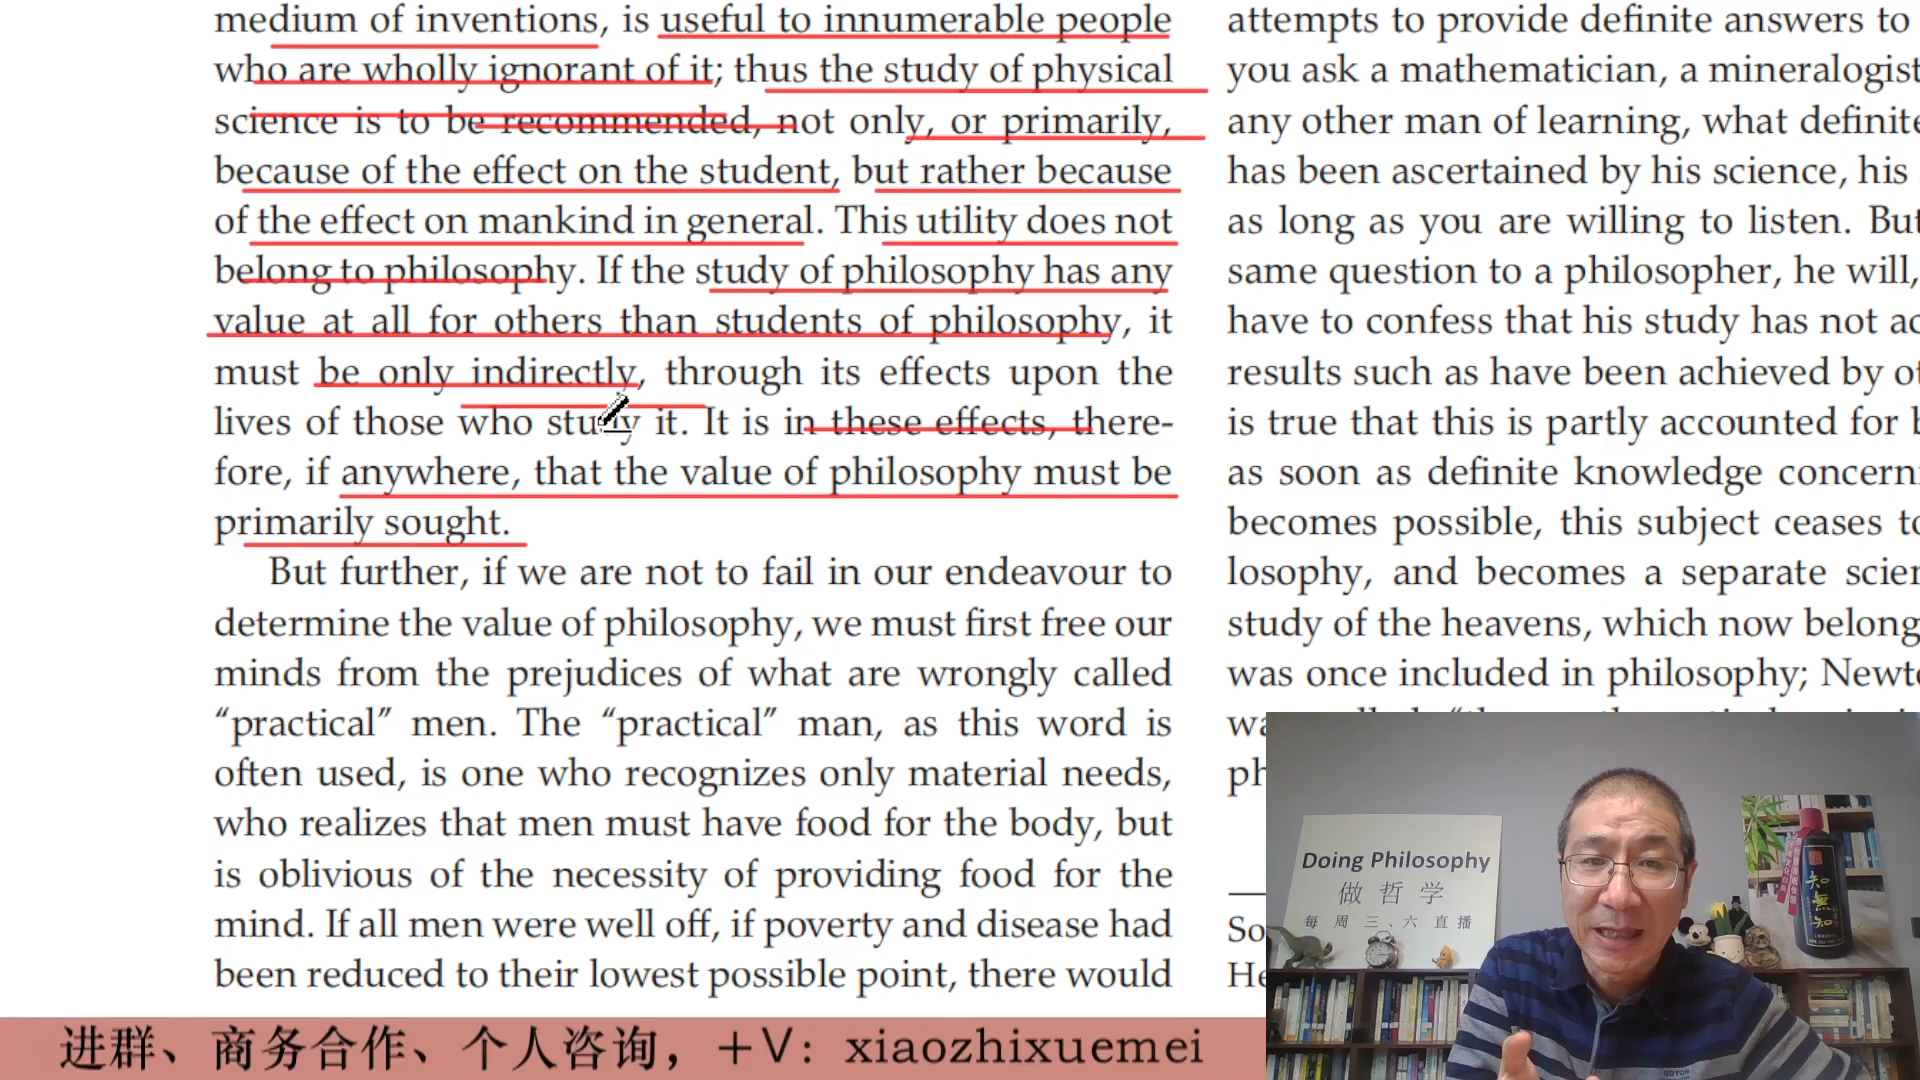 medium of inventions, is useful to innumerable people
who are wholly ignorant of it; thus the study of physical
science is to be recommended, not only, or primarily,
because of the effect on the student, but rather because
of the effect on mankind in general. This utility does not
belong to philosophy. If the study of philosophy has any
value at all for others than students of philosophy, it
must be only indirectly, through its effects upon the
lives of those who study it. It is in these effects, there-
fore, if anywhere, that the value of philosophy must be
primarily sought.
But further, if we are not to fail in our endeavour to
determine the value of philosophy, we must first free our
minds from the prejudices of what are wrongly called
“practical” men. The “practical” man, as this word is
often used, is one who recognizes only material needs,
who realizes that men must have food for the body, but
is oblivious of the necessity of providing food for the
mind. If all men were well off, if poverty and disease had
been reduced to their lowest possible point, there would
attempts to provide definite answers to
you ask a mathematician, a mineralogist
any other man of learning, what definite
has been ascertained by his science, his
as long as you are willing to listen. But
same question to a philosopher, he will,
have to confess that his study has not ac
results such as have been achieved by ot
is true that this is partly accounted for b
as soon as definite knowledge concerni
becomes possible, this subject ceases to
losophy, and becomes a separate scien
study of the heavens, which now belong
was once included in philosophy; Newto
wa
ph
So
He
Doing Philosophy
做哲学
每周三、六直播
知無知
进群、商务合作、个人咨询，+V：xiaozhixuemei